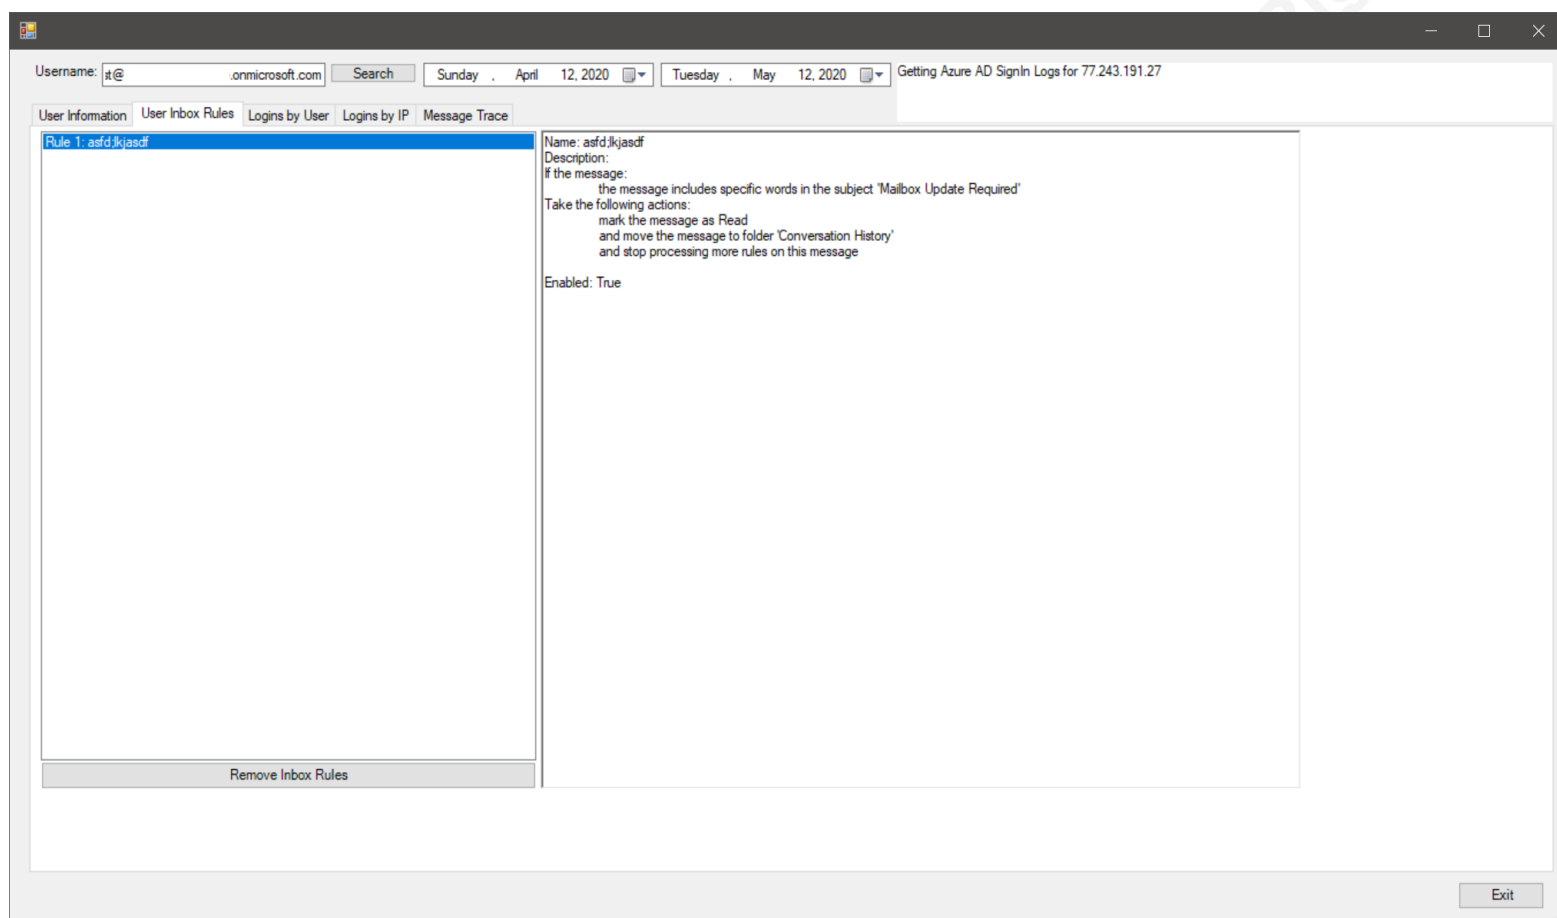 Username: t@ .onmicrosoft.com Search Sunday , April 12, 2020 Tuesday , May 12, 2020 Getting Azure AD SignIn Logs for 77.243.191.27
User Information User Inbox Rules Logins by User Logins by IP Message Trace
Rule 1: asfd;lkjasdf
Name: asfd;lkjasdf
Description:
If the message:
the message includes specific words in the subject 'Mailbox Update Required'
Take the following actions:
mark the message as Read
and move the message to folder 'Conversation History'
and stop processing more rules on this message
Enabled: True
Remove Inbox Rules
Exit